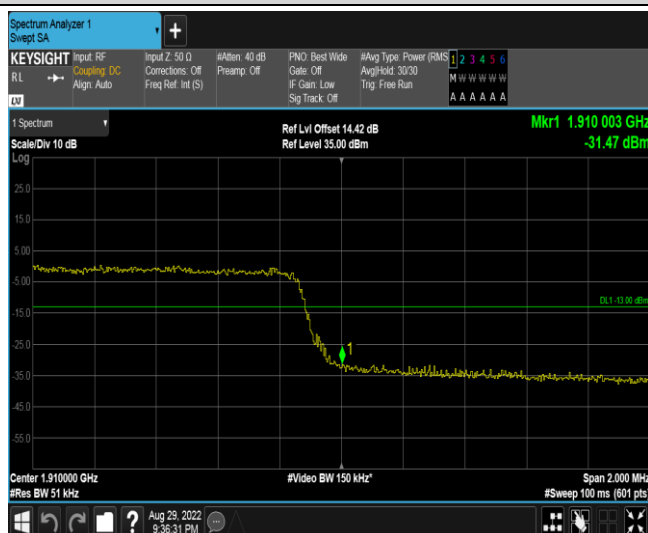 Spectrum Analyzer 1
Swept SA
KEYSIGHT
RL
Input: RF
Coupling: DC
Align: Auto
Input Z: 50 Ω
Corrections: Off
Freq Ref: Int (S)
#Atten: 40 dB
Preamp: Off
PNO: Best Wide
Gate: Off
IF Gain: Low
Sig Track: Off
#Avg Type: Power (RMS
Avg|Hold: 30/30
Trig: Free Run
1 2 3 4 5 6
M W W W W W
A A A A A A
LXI
1 Spectrum
Scale/Div 10 dB
Log
Ref Lvl Offset 14.42 dB
Ref Level 35.00 dBm
Mkr1 1.910 003 GHz
-31.47 dBm
25.0
15.0
5.00
-5.00
DL1 -13.00 dBm
-15.0
-25.0
1
-35.0
-45.0
-55.0
Center 1.910000 GHz
#Res BW 51 kHz
#Video BW 150 kHz*
Span 2.000 MHz
#Sweep 100 ms (601 pts)
?
Aug 29, 2022
9:36:31 PM